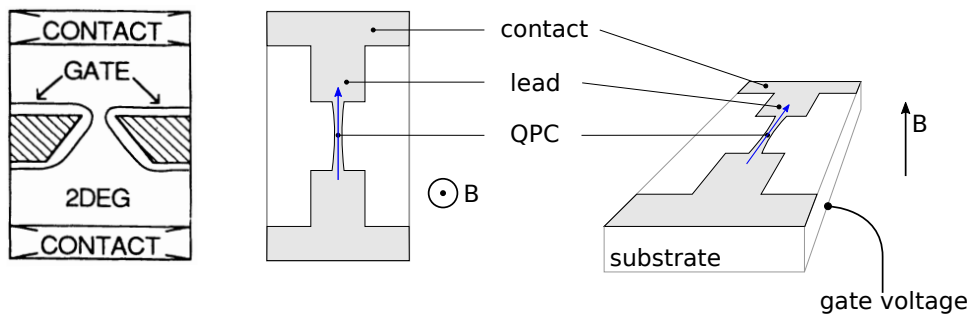 CONTACT
GATE
2DEG
CONTACT
B
contact
lead
QPC
B
substrate
gate voltage